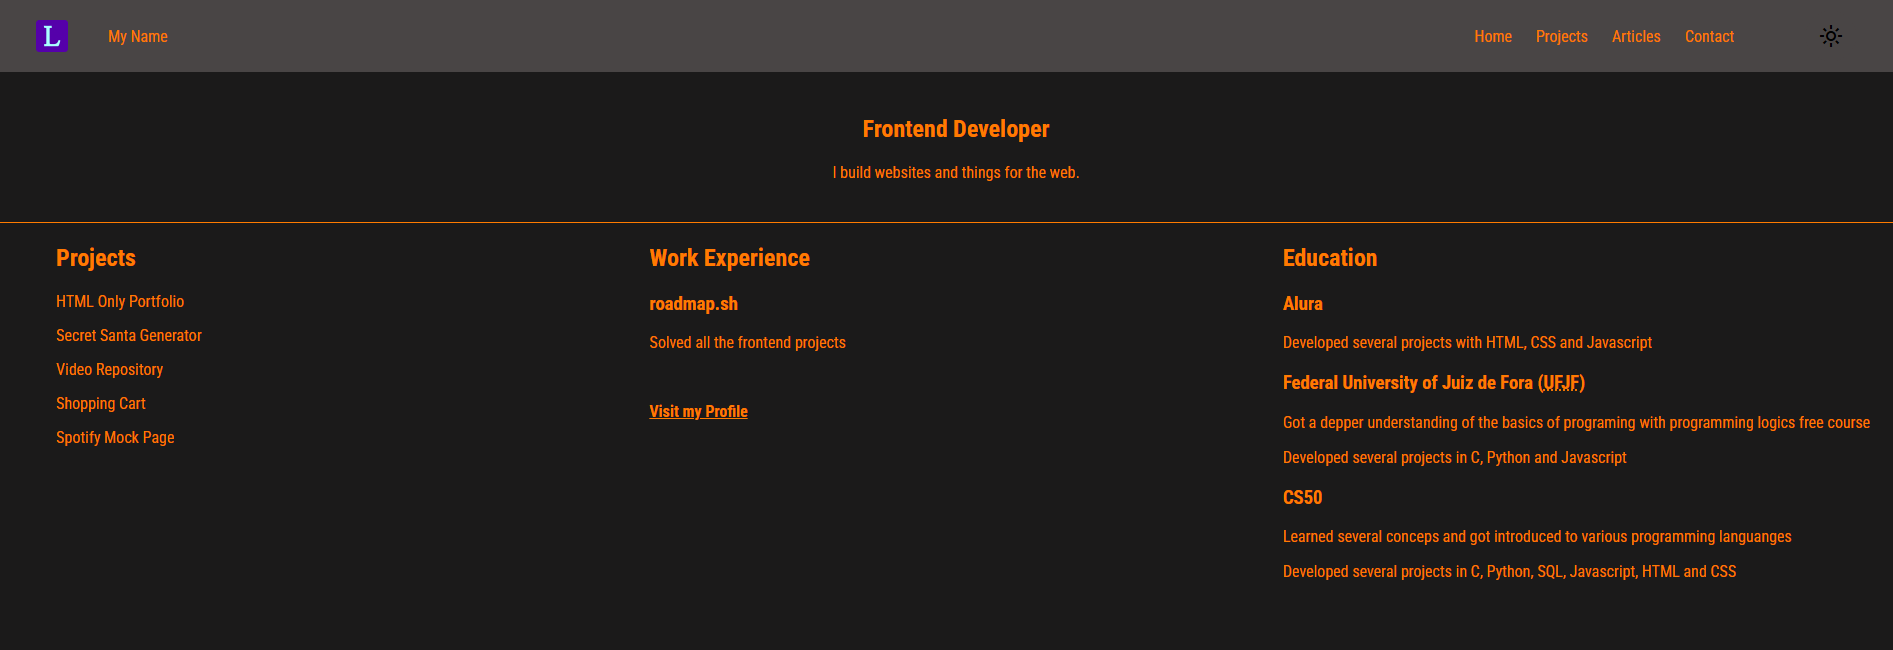 L
My Name
Home
Projects
Articles
Contact
Frontend Developer
I build websites and things for the web.
Projects
HTML Only Portfolio
Secret Santa Generator
Video Repository
Shopping Cart
Spotify Mock Page
Work Experience
roadmap.sh
Solved all the frontend projects
Visit my Profile
Education
Alura
Developed several projects with HTML, CSS and Javascript
Federal University of Juiz de Fora (UFJF)
Got a depper understanding of the basics of programing with programming logics free course
Developed several projects in C, Python and Javascript
CS50
Learned several conceps and got introduced to various programming languanges
Developed several projects in C, Python, SQL, Javascript, HTML and CSS